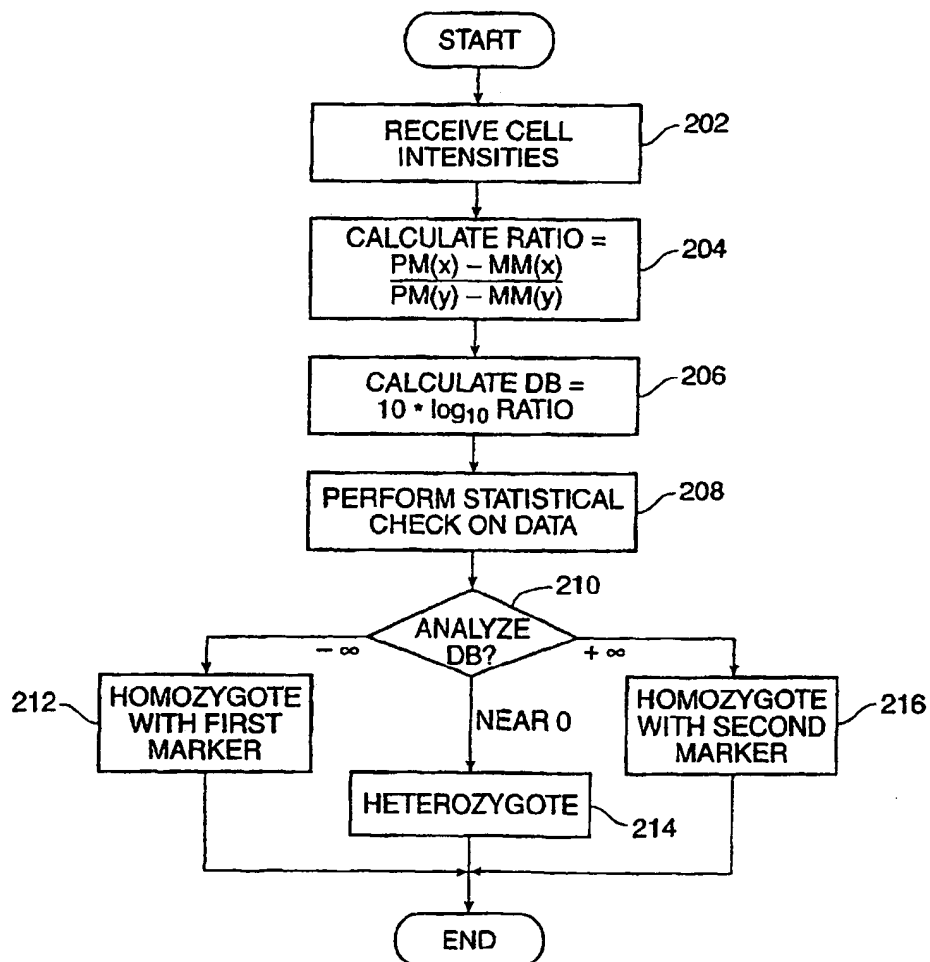 START
RECEIVE CELL
INTENSITIES
202
CALCULATE RATIO =
PM(x) – MM(x)
PM(y) – MM(y)
204
CALCULATE DB =
10 * log10 RATIO
206
PERFORM STATISTICAL
CHECK ON DATA
208
210
ANALYZE
DB?
– ∞
+ ∞
212
HOMOZYGOTE
WITH FIRST
MARKER
NEAR 0
HOMOZYGOTE
WITH SECOND
MARKER
216
HETEROZYGOTE
214
END